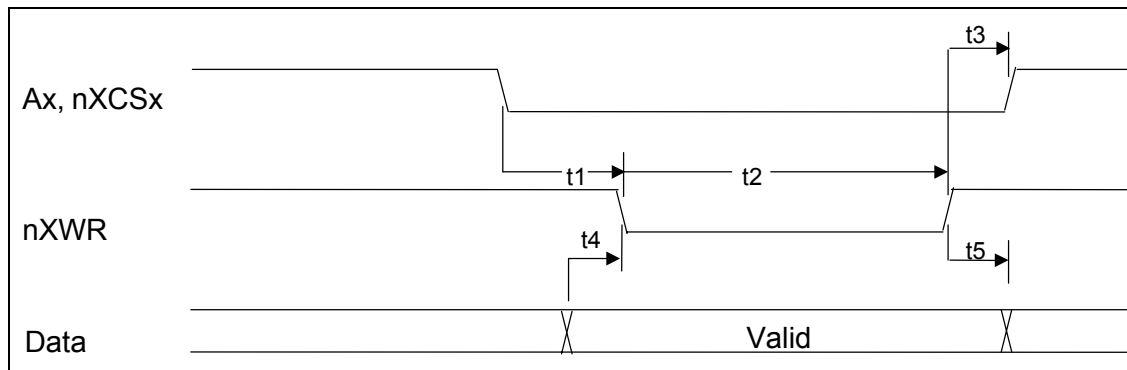 t3
Ax, nXCSx
t1
t2
nXWR
t4
t5
Data
Valid